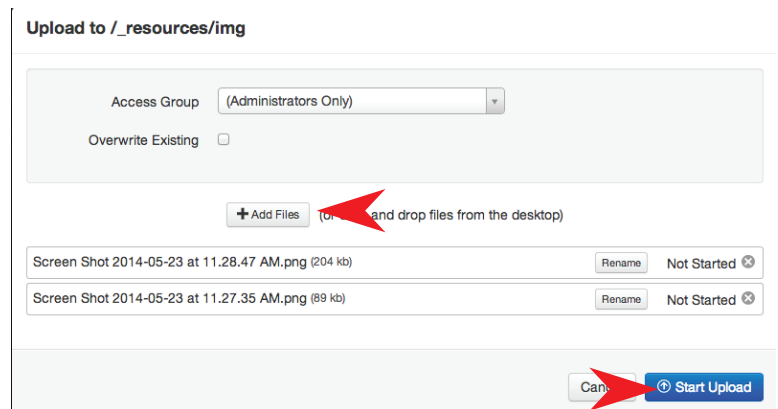 Upload to /_resources/img
Access Group (Administrators Only)
Overwrite Existing
+ Add Files (or and drop files from the desktop)
Screen Shot 2014-05-23 at 11.28.47 AM.png (204 kb) Rename Not Started
Screen Shot 2014-05-23 at 11.27.35 AM.png (89 kb) Rename Not Started
Start Upload